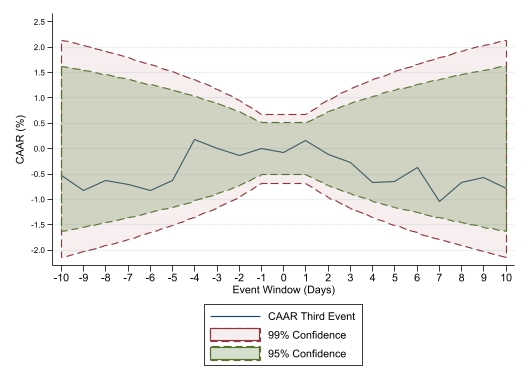 2.5
2.0
1.5
1.0
0.5
0.0
-0.5
-1.0
-1.5
-2.0
CAAR (%)
-10 -9 -8 -7 -6 -5 -4 -3 -2 -1 0 1 2 3 4 5 6 7 8 9 10
Event Window (Days)
CAAR Third Event
99% Confidence
95% Confidence